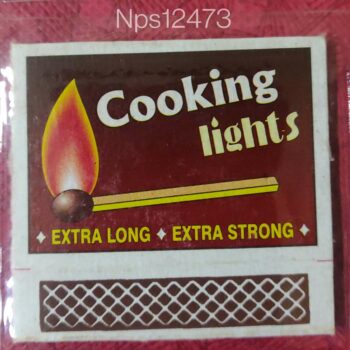 Nps12473
Cooking
lights
EXTRA LONG ✦ EXTRA STRONG